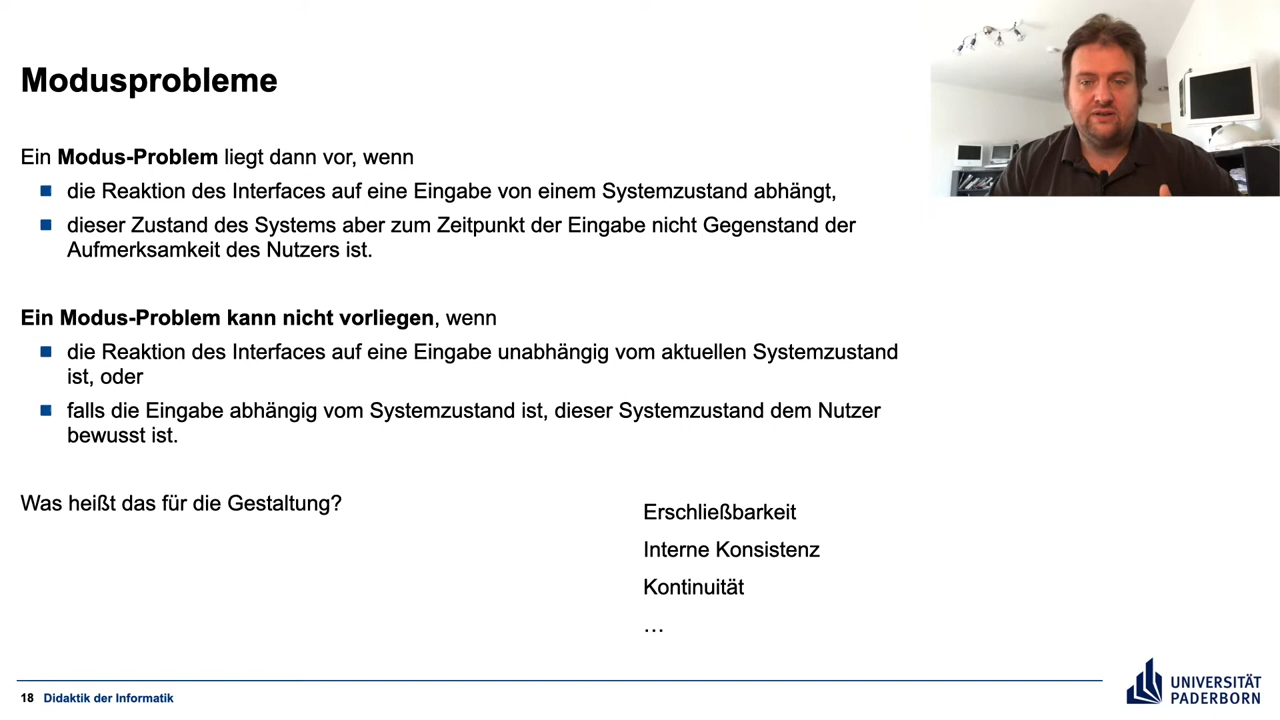 Modusprobleme
Ein Modus-Problem liegt dann vor, wenn
die Reaktion des Interfaces auf eine Eingabe von einem Systemzustand abhängt,
dieser Zustand des Systems aber zum Zeitpunkt der Eingabe nicht Gegenstand der
Aufmerksamkeit des Nutzers ist.
Ein Modus-Problem kann nicht vorliegen, wenn
die Reaktion des Interfaces auf eine Eingabe unabhängig vom aktuellen Systemzustand
ist, oder
falls die Eingabe abhängig vom Systemzustand ist, dieser Systemzustand dem Nutzer
bewusst ist.
Was heißt das für die Gestaltung?
Erschließbarkeit
Interne Konsistenz
Kontinuität
…
18 Didaktik der Informatik
UNIVERSITÄT
PADERBORN